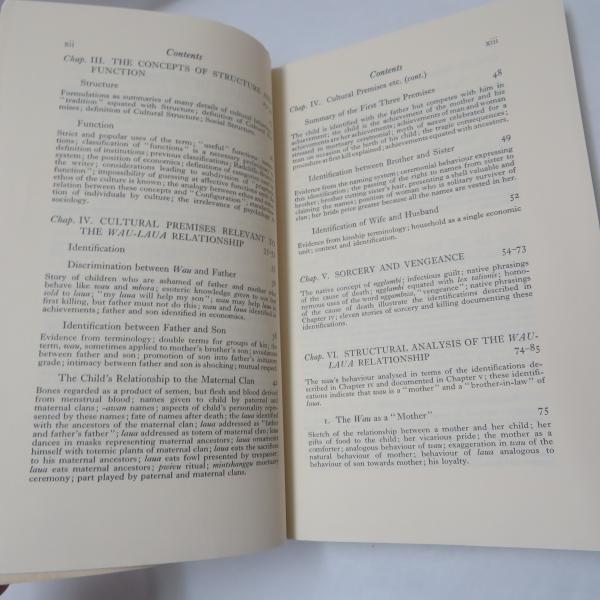 xii
Contents
Chap. III. THE CONCEPTS OF STRUCTURE
FUNCTION
Structure
Formulations as summaries of many details of cultural
"tradition" equated with Structure; definition of
mises; definition of Cultural Structure; Social Structure.
Function
Strict and popular uses of the term; "useful"
tions; classification of "functions" is a necessary
definition of institutions; previous classifications
system; the position of economics; definitions of
the writer; considerations leading to subdivision of
function"; impossibility of guessing at affective functions
ethos of the culture is known; the analogy between ethos and
relation between these concepts and "Configuration";
tion of individuals by culture; the irrelevance of
sociology.
Chap. IV. CULTURAL PREMISES RELEVANT TO
THE WAU-LAUA RELATIONSHIP
Identification
Discrimination between Wau and Father
Story of children who are ashamed of father and mother who
behave like wau and mbora; esoteric knowledge given to
sold to laua; "my laua will help my son"; wau may help
first killing, but father must not do this; wau and laua
achievements; father and son identified in economics.
Identification between Father and Son
Evidence from terminology; double terms for groups of kin; the
term, wau, sometimes applied to mother's brother's son; avoidances
between father and son; promotion of son into father's initiatory
grade; intimacy between father and son is shocking; mutual respect.
The Child's Relationship to the Maternal Clan
Bones regarded as a product of semen, but flesh and blood derived
from menstrual blood; names given to child by paternal and
maternal clans; -awan names; aspects of child's personality
sented by these names; fate of names after death; the laua identified
with the ancestors of the maternal clan; laua addressed as "father
and father's father"; laua addressed as totem of maternal clan; laua
dances in masks representing maternal ancestors; laua ornaments
himself with totemic plants of maternal clan; laua eats the sacrifice
to his maternal ancestors; laua eats fowl presented by trespasser;
laua eats maternal ancestors; pwivu ritual; mintshanggu mortuary
ceremony; part played by paternal and maternal clans.
xiii
Contents
Chap. IV. Cultural Premises etc. (cont.)
Summary of the First Three Premises 48
The child is identified with the father but competes with him in
achievement; the child is the achievement of the mother and his
achievements are her achievements; achievements of man and woman
in mortuary ceremonial; myth of waves celebrated for a
man on occasion of the birth of his child; the tragic consequences;
procedure at first kill explained; achievements equated with ancestors.
Identification between Brother and Sister 49
Evidence from the naming system; ceremonial behaviour expressing
this identification; the passing of the right to names from sister to
brother; brother cutting sister's hair, presenting a shell valuable and
claiming the names; position of woman who is solitary survivor of
clan; her bride price greater because all the names are vested in her.
Identification of Wife and Husband 52
Evidence from kinship terminology; household as a single economic
unit; context and identification.
Chap. V. SORCERY AND VENGEANCE 54–73
The native concept of ngglambi; infectious guilt; native phrasings
of the cause of death; ngglambi equated with lex talionis; homo-
nymous uses of the word nggambwa, "vengeance"; native phrasings
of the cause of death illustrate the identifications described in
Chapter IV; eleven stories of sorcery and killing documenting these
identifications.
Chap. VI. STRUCTURAL ANALYSIS OF THE WAU-
LAUA RELATIONSHIP 74–85
The wau's behaviour analysed in terms of the identifications de-
scribed in Chapter IV and documented in Chapter V; these identifi-
cations indicate that wau is a "mother" and a "brother-in-law" of
laua.
1. The Wau as a "Mother" 75
Sketch of the relationship between a mother and her child; her
gifts of food to the child; her vicarious pride; the mother as a
comforter; analogous behaviour of wau; exaggeration in wau of the
natural behaviour of mother; behaviour of laua analogous to
behaviour of son towards mother; his loyalty.